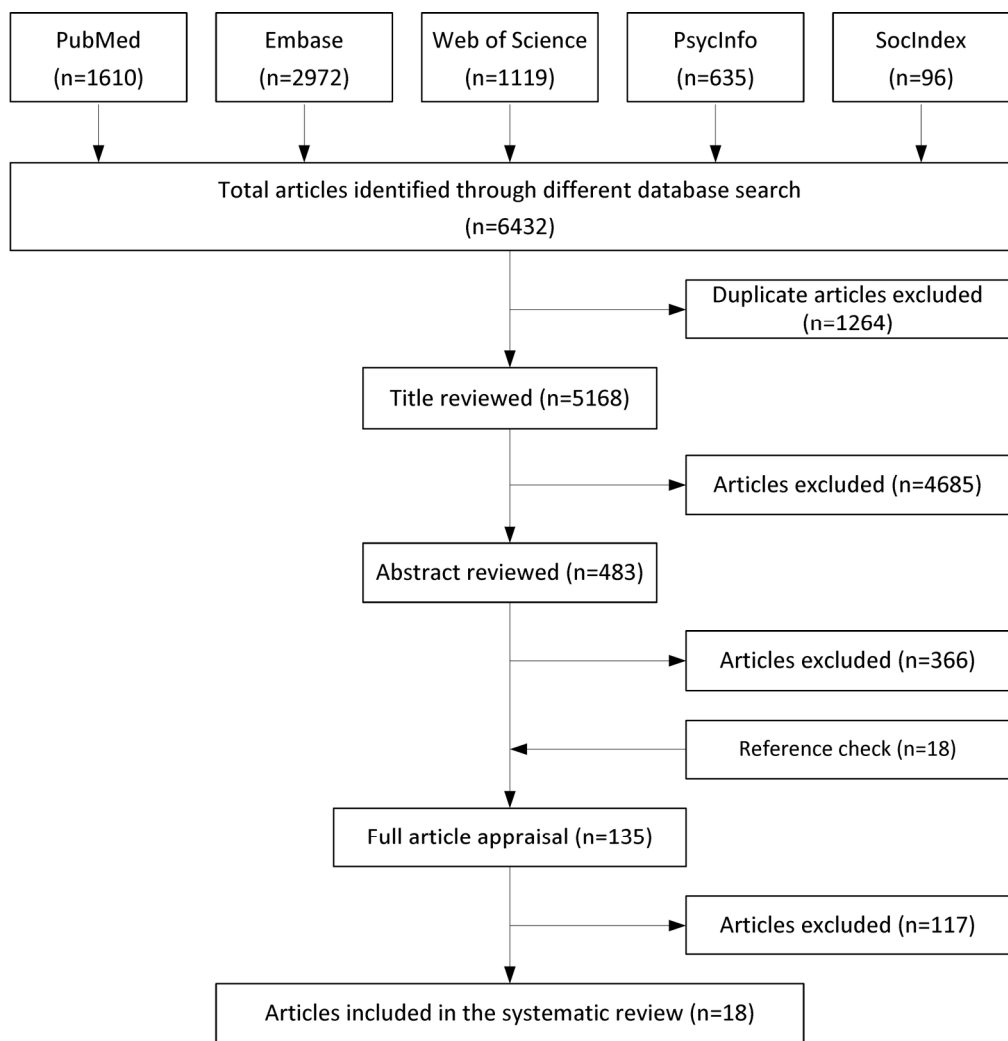 PubMed
(n=1610)
Embase
(n=2972)
Web of Science
(n=1119)
PsycInfo
(n=635)
SocIndex
(n=96)
Total articles identified through different database search
(n=6432)
Duplicate articles excluded
(n=1264)
Title reviewed (n=5168)
Articles excluded (n=4685)
Abstract reviewed (n=483)
Articles excluded (n=366)
Reference check (n=18)
Full article appraisal (n=135)
Articles excluded (n=117)
Articles included in the systematic review (n=18)